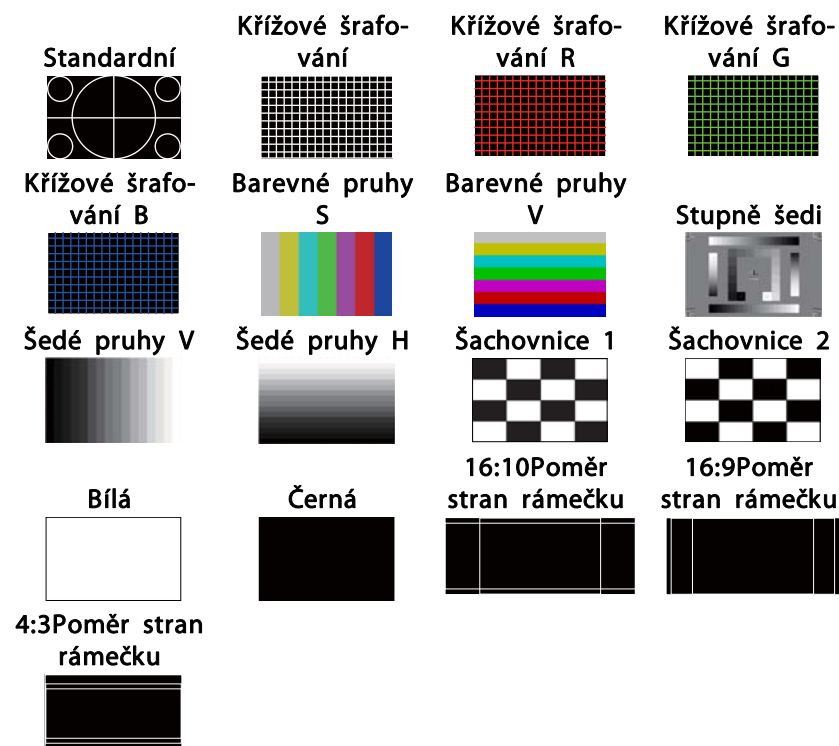 Křížové šrafo- Křížové šrafo- Křížové šrafo-
Standardní vání vání R vání G
Křížové šrafo- Barevné pruhy Barevné pruhy
vání B S V Stupně šedi
Šedé pruhy V Šedé pruhy H Šachovnice 1 Šachovnice 2
16:10Poměr 16:9Poměr
Bílá Černá stran rámečku stran rámečku
4:3Poměr stran
rámečku